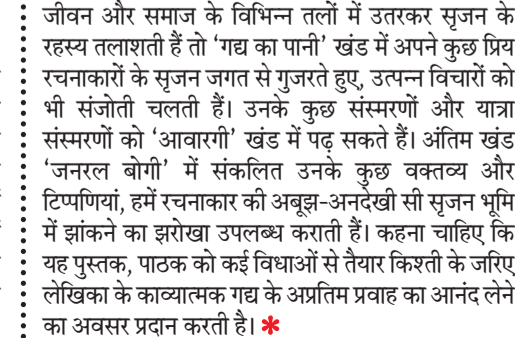 जीवन और समाज के विभिन्न तलों में उतरकर सृजन के
रहस्य तलाशती हैं तो ‘गद्य का पानी’ खंड में अपने कुछ प्रिय
रचनाकारों के सृजन जगत से गुजरते हुए, उत्पन्न विचारों को
भी संजोती चलती हैं। उनके कुछ संस्मरणों और यात्रा
संस्मरणों को ‘आवारगी’ खंड में पढ़ सकते हैं। अंतिम खंड
‘जनरल बोगी’ में संकलित उनके कुछ वक्तव्य और
टिप्पणियां, हमें रचनाकार की अबूझ-अनदेखी सी सृजन भूमि
में झांकने का झरोखा उपलब्ध कराती हैं। कहना चाहिए कि
यह पुस्तक, पाठक को कई विधाओं से तैयार किश्ती के जरिए
लेखिका के काव्यात्मक गद्य के अप्रतिम प्रवाह का आनंद लेने
का अवसर प्रदान करती है। *